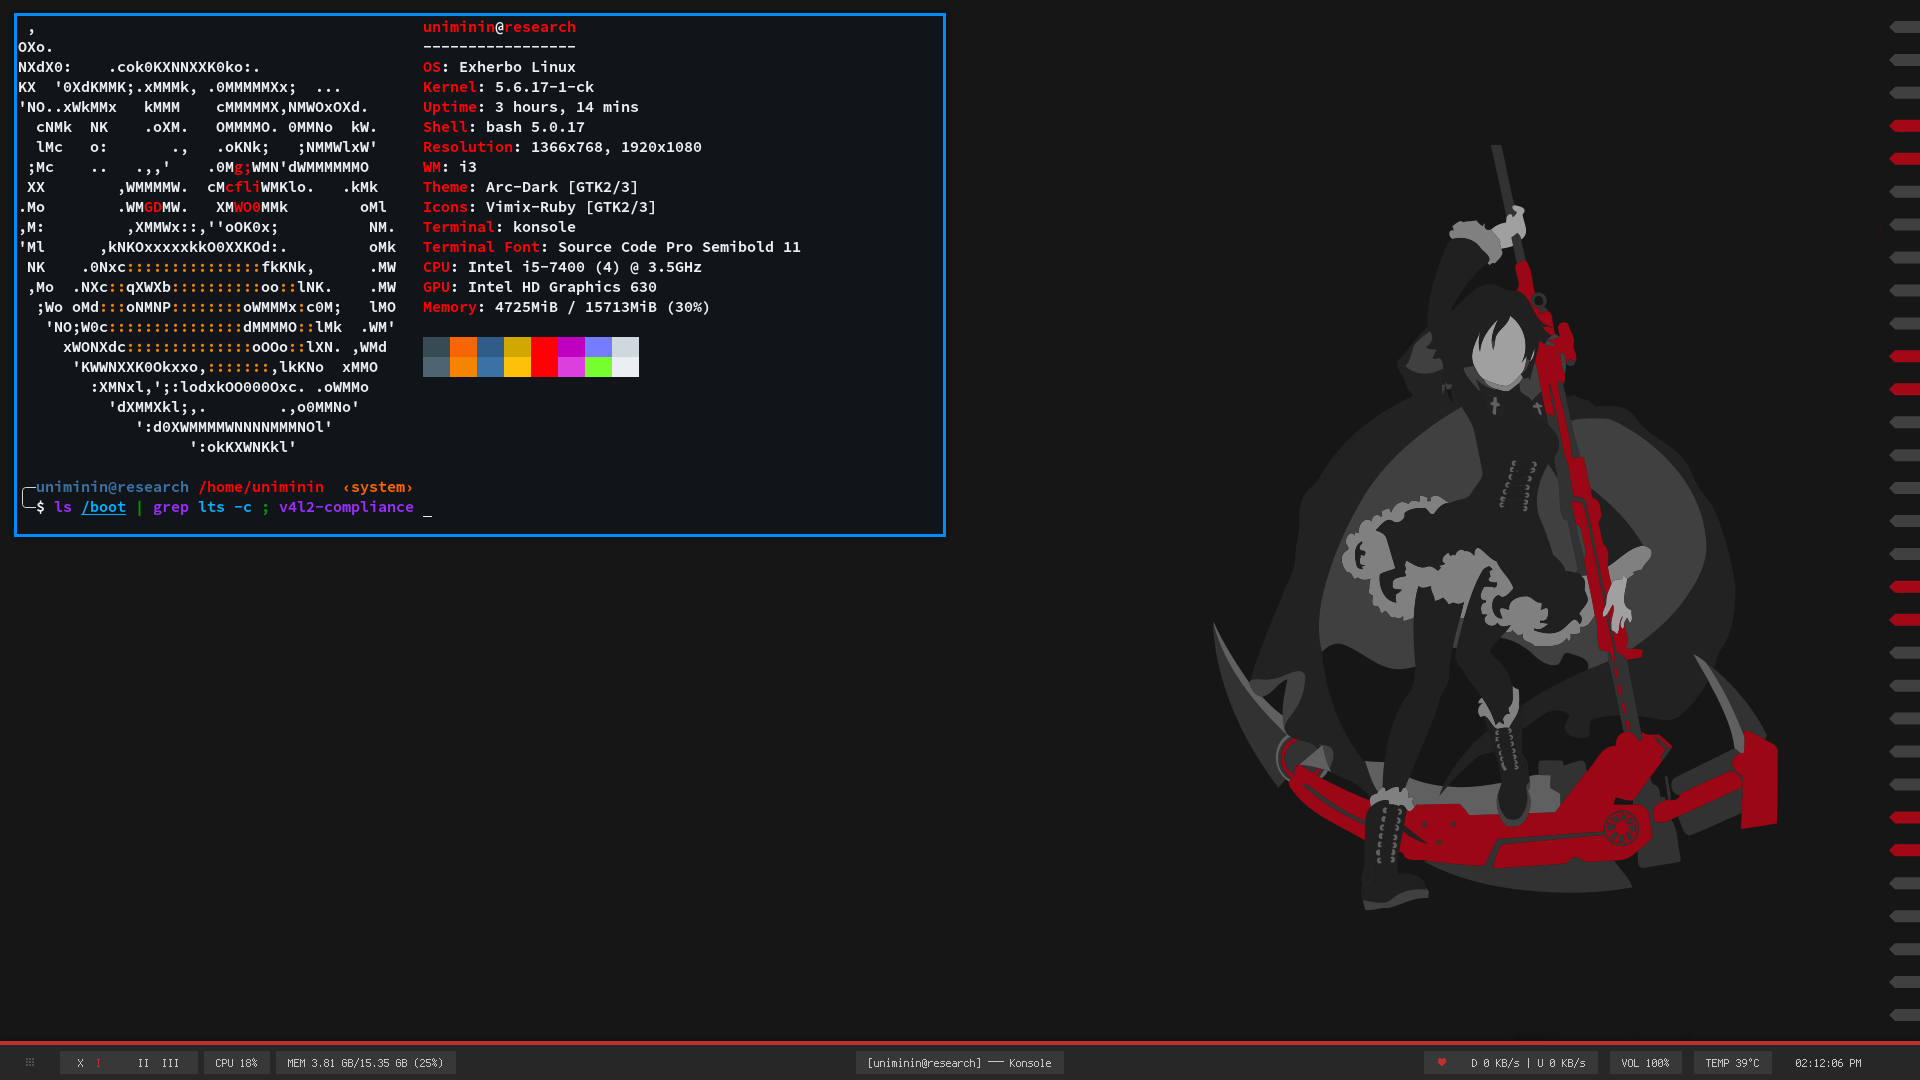 ,
OXo.
NXdX0:    .cok0KXNNXXK0ko:.
KX  '0XdKMMK;.xMMMk, .0MMMMMXx;  ...
'NO..xWkMMx   kMMM    cMMMMMX,NMWOxOXd.
  cNMk  NK    .oXM.   OMMMMO. 0MMNo  kW.
  lMc   o:       .,   .oKNk;   ;NMMWlxW'
 ;Mc    ..   .,,'    .0Mg;WMN'dWMMMMMMO
 XX        ,WMMMMW.  cMcfliWMKlo.   .kMk
.Mo        .WMGDMW.   XMWO0MMk        oMl
,M:         ,XMMWx::,''oOK0x;          NM.
'Ml      ,kNKOxxxxxkkO0XXKOd:.         oMk
 NK    .0Nxc:::::::::::::::fkKNk,      .MW
 ,Mo  .NXc::qXWXb::::::::::oo::lNK.    .MW
  ;Wo oMd:::oNMNP::::::::oWMMMx:c0M;   lMO
   'NO;W0c:::::::::::::::dMMMMO::lMk  .WM'
     xWONXdc::::::::::::::oOOo::lXN. ,WMd
      'KWWNXXK0Okxxo,:::::::,lkKNo  xMMO
        :XMNxl,';:lodxkOO000Oxc. .oWMMo
          'dXMMXkl;,.        .,o0MMNo'
             ':d0XWMMMMWNNNNMMMNOl'
                   ':okKXWNKkl'
uniminin@research
-----------------
OS: Exherbo Linux
Kernel: 5.6.17-1-ck
Uptime: 3 hours, 14 mins
Shell: bash 5.0.17
Resolution: 1366x768, 1920x1080
WM: i3
Theme: Arc-Dark [GTK2/3]
Icons: Vimix-Ruby [GTK2/3]
Terminal: konsole
Terminal Font: Source Code Pro Semibold 11
CPU: Intel i5-7400 (4) @ 3.5GHz
GPU: Intel HD Graphics 630
Memory: 4725MiB / 15713MiB (30%)
╭─uniminin@research /home/uniminin  ‹system›
╰─$ ls /boot | grep lts -c ; v4l2-compliance _
X I II III CPU 18% MEM 3.81 GB/15.35 GB (25%) [uniminin@research] ── Konsole D 0 KB/s | U 0 KB/s VOL 100% TEMP 39°C 02:12:06 PM